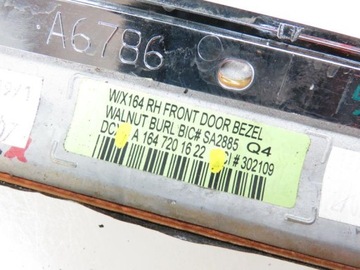 A6786
W/X164 RH FRONT DOOR BEZEL
WALNUT BURL BIC# SA2885 Q4
A 164 720 16 22 # 302109